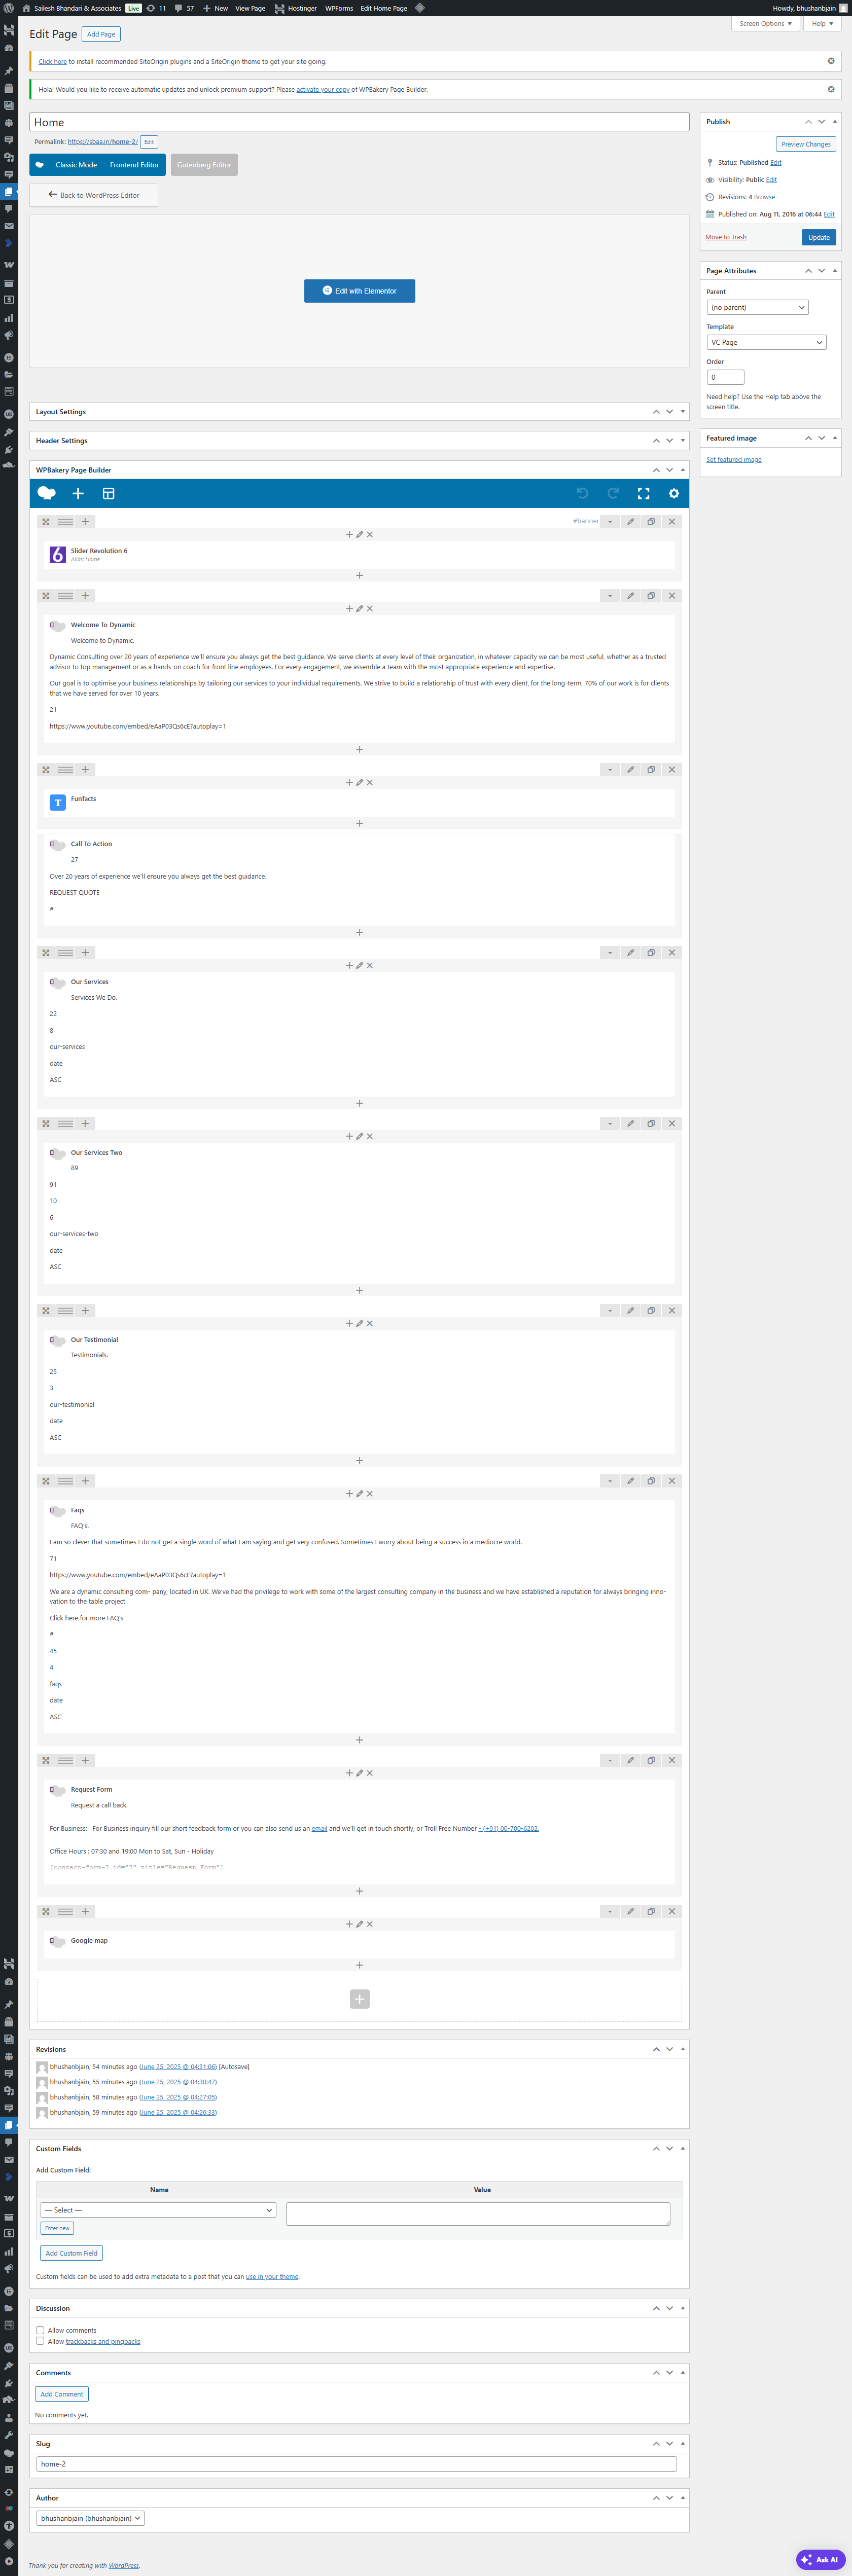 Sailesh Bhandari & Associates Live 11 57 New View Page Hostinger WPForms Edit Home Page Howdy, bhushanbjain
Screen Options Help
Edit Page Add Page
Click here to install recommended SiteOrigin plugins and a SiteOrigin theme to get your site going.
Hola! Would you like to receive automatic updates and unlock premium support? Please activate your copy of WPBakery Page Builder.
Home
Permalink: https://sbaa.in/home-2/ Edit
Classic Mode Frontend Editor Gutenberg Editor
Back to WordPress Editor
Edit with Elementor
Publish
Preview Changes
Status: Published Edit
Visibility: Public Edit
Revisions: 4 Browse
Published on: Aug 11, 2016 at 06:44 Edit
Move to Trash Update
Page Attributes
Parent
(no parent)
Template
VC Page
Order
0
Need help? Use the Help tab above the
screen title.
Featured image
Set featured image
Layout Settings
Header Settings
WPBakery Page Builder
#banner
Slider Revolution 6
Alias: Home
Welcome To Dynamic
Welcome to Dynamic.
Dynamic Consulting over 20 years of experience we'll ensure you always get the best guidance. We serve clients at every level of their organization, in whatever capacity we can be most useful, whether as a trusted
advisor to top management or as a hands-on coach for front line employees. For every engagement, we assemble a team with the most appropriate experience and expertise.
Our goal is to optimise your business relationships by tailoring our services to your individual requirements. We strive to build a relationship of trust with every client, for the long-term, 70% of our work is for clients
that we have served for over 10 years.
21
https://www.youtube.com/embed/eAaP03Qs6cE?autoplay=1
Funfacts
Call To Action
27
Over 20 years of experience we'll ensure you always get the best guidance.
REQUEST QUOTE
#
Our Services
Services We Do.
22
8
our-services
date
ASC
Our Services Two
89
91
10
6
our-services-two
date
ASC
Our Testimonial
Testimonials.
25
3
our-testimonial
date
ASC
Faqs
FAQ's.
I am so clever that sometimes I do not get a single word of what I am saying and get very confused. Sometimes I worry about being a success in a mediocre world.
71
https://www.youtube.com/embed/eAaP03Qs6cE?autoplay=1
We are a dynamic consulting com- pany, located in UK. We've had the privilege to work with some of the largest consulting company in the business and we have established a reputation for always bringing inno-
vation to the table project.
Click here for more FAQ's
#
45
4
faqs
date
ASC
Request Form
Request a call back.
For Business: For Business inquiry fill our short feedback form or you can also send us an email and we'll get in touch shortly, or Troll Free Number - (+91) 00-700-6202.
Office Hours : 07:30 and 19:00 Mon to Sat, Sun - Holiday
[contact-form-7 id="7" title="Request Form"]
Google map
Revisions
bhushanbjain, 54 minutes ago (June 25, 2025 @ 04:31:06) [Autosave]
bhushanbjain, 55 minutes ago (June 25, 2025 @ 04:30:47)
bhushanbjain, 58 minutes ago (June 25, 2025 @ 04:27:05)
bhushanbjain, 59 minutes ago (June 25, 2025 @ 04:26:33)
Custom Fields
Add Custom Field:
Name Value
— Select —
Enter new
Add Custom Field
Custom fields can be used to add extra metadata to a post that you can use in your theme.
Discussion
Allow comments
Allow trackbacks and pingbacks
Comments
Add Comment
No comments yet.
Slug
home-2
Author
bhushanbjain (bhushanbjain)
Thank you for creating with WordPress.
Ask AI